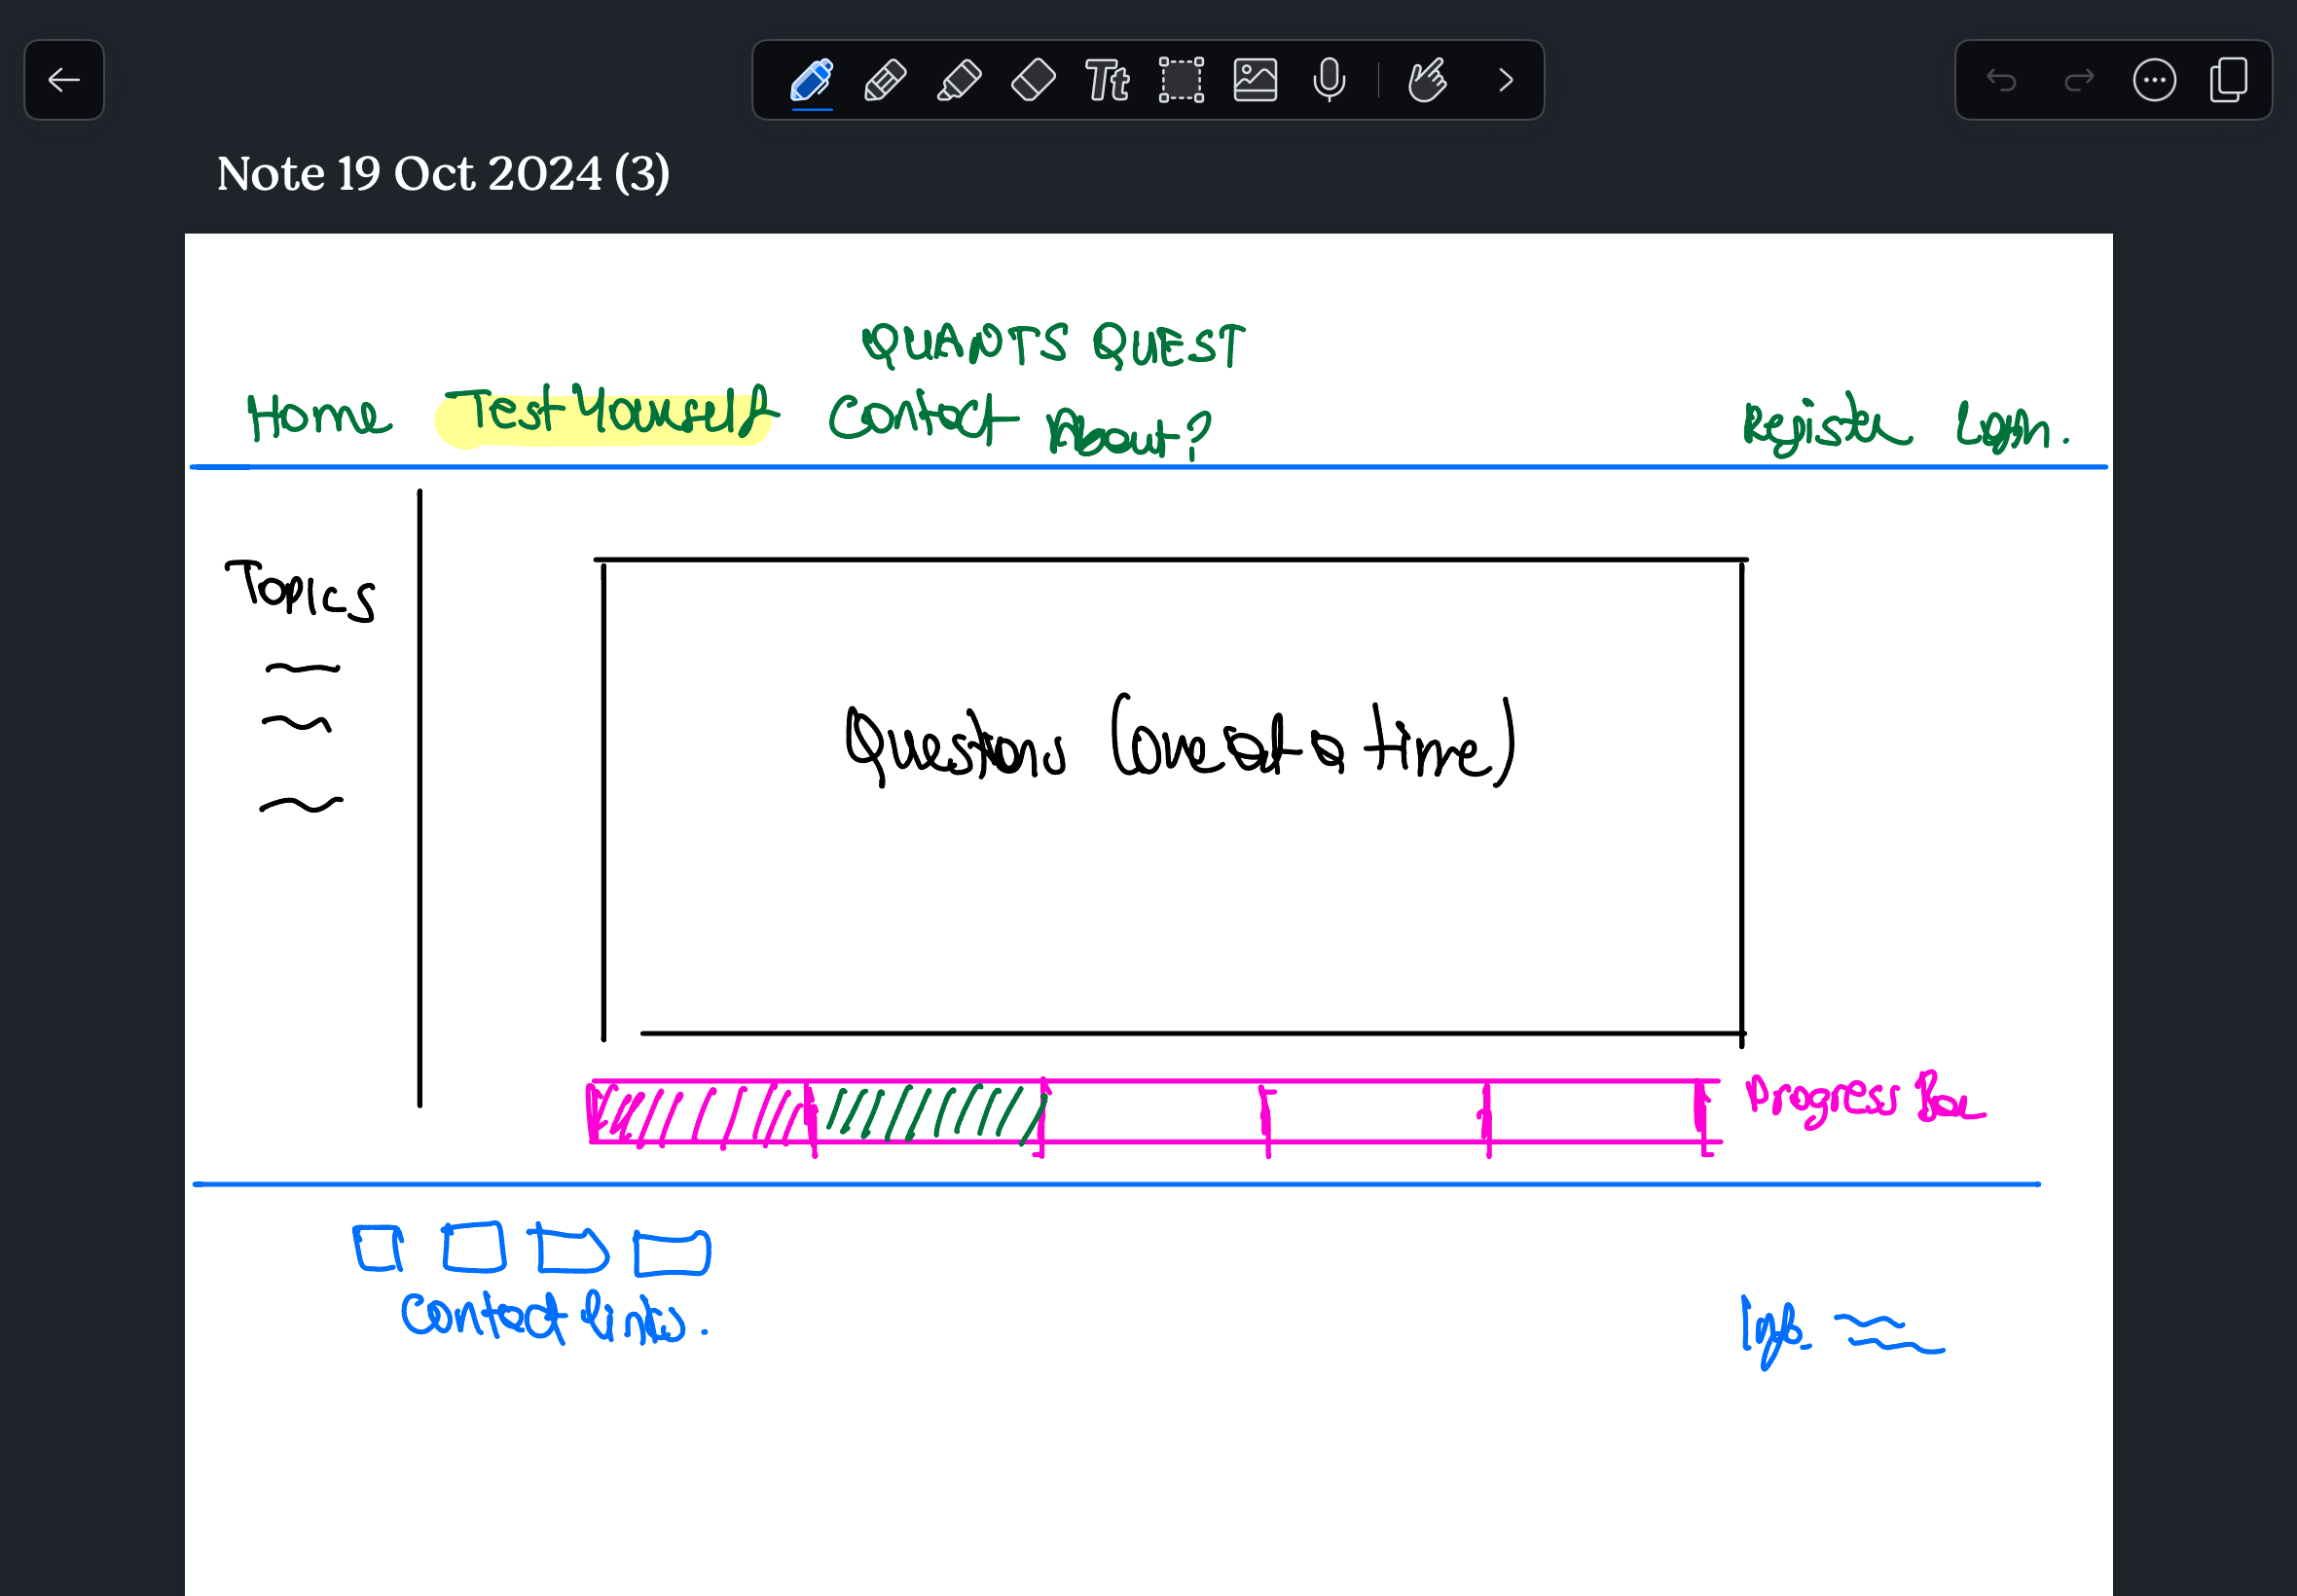 Note 19 Oct 2024 (3)
QUANTS QUEST
Home Test Yourself Contact About?
Register Login.
Topics
Questions (one at a time)
Progress Bar
Contact Links.
Info